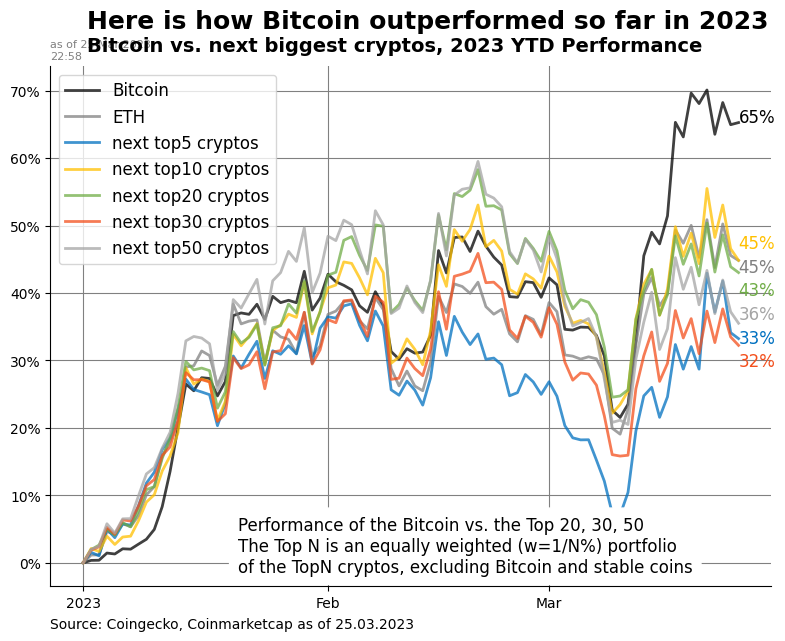 Here is how Bitcoin outperformed so far in 2023
Bitcoin vs. next biggest cryptos, 2023 YTD Performance
as of
22:58
Bitcoin
ETH
next top5 cryptos
next top10 cryptos
next top20 cryptos
next top30 cryptos
next top50 cryptos
70%
60%
50%
40%
30%
20%
10%
0%
65%
45%
45%
43%
36%
33%
32%
Performance of the Bitcoin vs. the Top 20, 30, 50
The Top N is an equally weighted (w=1/N%) portfolio
of the TopN cryptos, excluding Bitcoin and stable coins
2023
Feb
Mar
Source: Coingecko, Coinmarketcap as of 25.03.2023